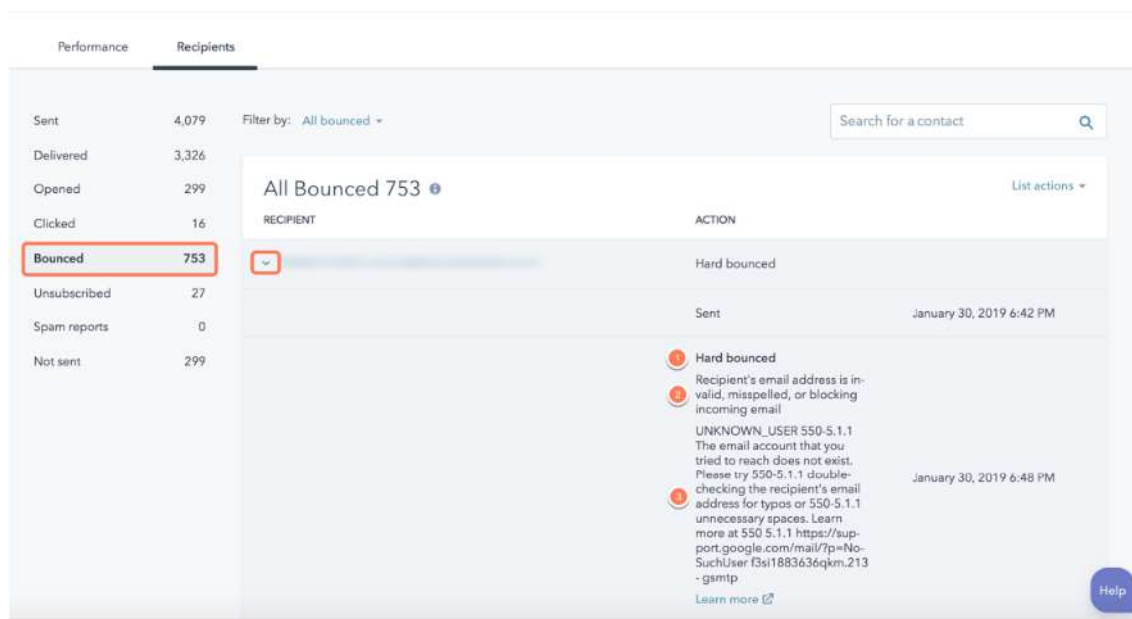 Performance
Recipients
Sent 4,079
Delivered 3,326
Opened 299
Clicked 16
Bounced 753
Unsubscribed 27
Spam reports 0
Not sent 299
Filter by: All bounced
Search for a contact
All Bounced 753
List actions
RECIPIENT
ACTION
Hard bounced
Sent
January 30, 2019 6:42 PM
1
Hard bounced
2
Recipient's email address is in-
valid, misspelled, or blocking
incoming email
3
UNKNOWN_USER 550-5.1.1
The email account that you
tried to reach does not exist.
Please try 550-5.1.1 double-
checking the recipient's email
address for typos or 550-5.1.1
unnecessary spaces. Learn
more at 550 5.1.1 https://sup-
port.google.com/mail/?p=No-
SuchUser f3si1883636qkm.213
- gsmtp
January 30, 2019 6:48 PM
Learn more
Help